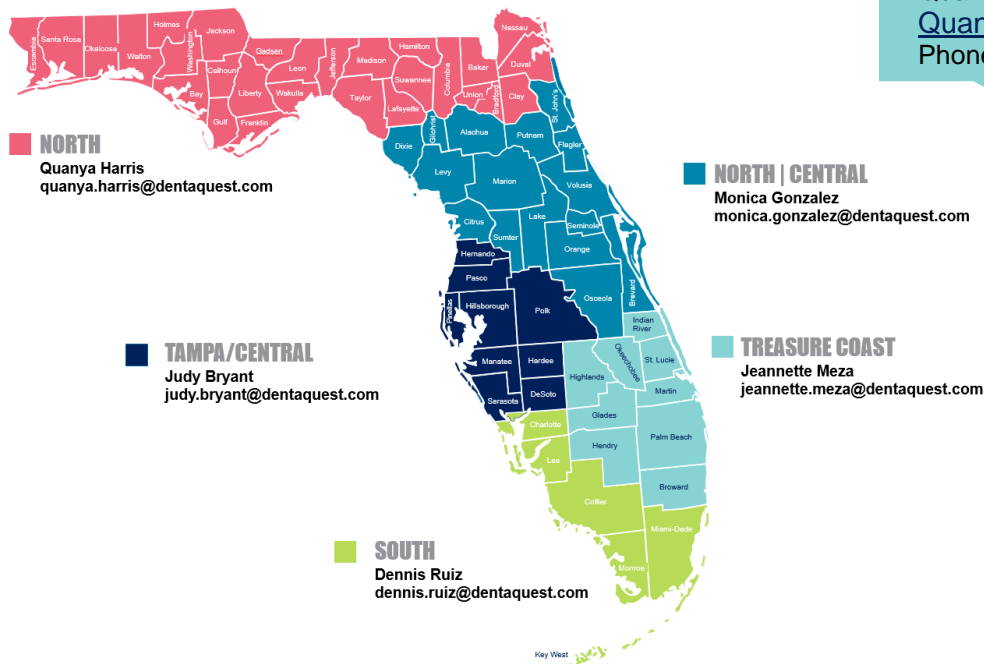 Quan
Phone
Holmes
Jackson
Nassau
Escambia
Santa Rosa
Okaloosa
Walton
Washington
Gadsen
Jefferson
Madison
Hamilton
Baker
Duval
Calhoun
Leon
Suwannee
Columbia
Bay
Liberty
Wakulla
Taylor
Union
Bradford
Clay
St. John's
Gulf
Franklin
Lafayette
Gilchrist
Alachua
Putnam
Dixie
Flagler
NORTH
Quanya Harris
quanya.harris@dentaquest.com
Levy
Marion
Volusia
NORTH | CENTRAL
Monica Gonzalez
monica.gonzalez@dentaquest.com
Citrus
Lake
Seminole
Sumter
Orange
Hernando
Pasco
Osceola
Brevard
Pinellas
Hillsborough
Polk
Indian
River
TAMPA/CENTRAL
Judy Bryant
judy.bryant@dentaquest.com
Manatee
Hardee
Highlands
Okeechobee
St. Lucie
TREASURE COAST
Jeannette Meza
jeannette.meza@dentaquest.com
Sarasota
DeSoto
Martin
Charlotte
Glades
Lee
Hendry
Palm Beach
Broward
Collier
Miami-Dade
SOUTH
Dennis Ruiz
dennis.ruiz@dentaquest.com
Monroe
Key West